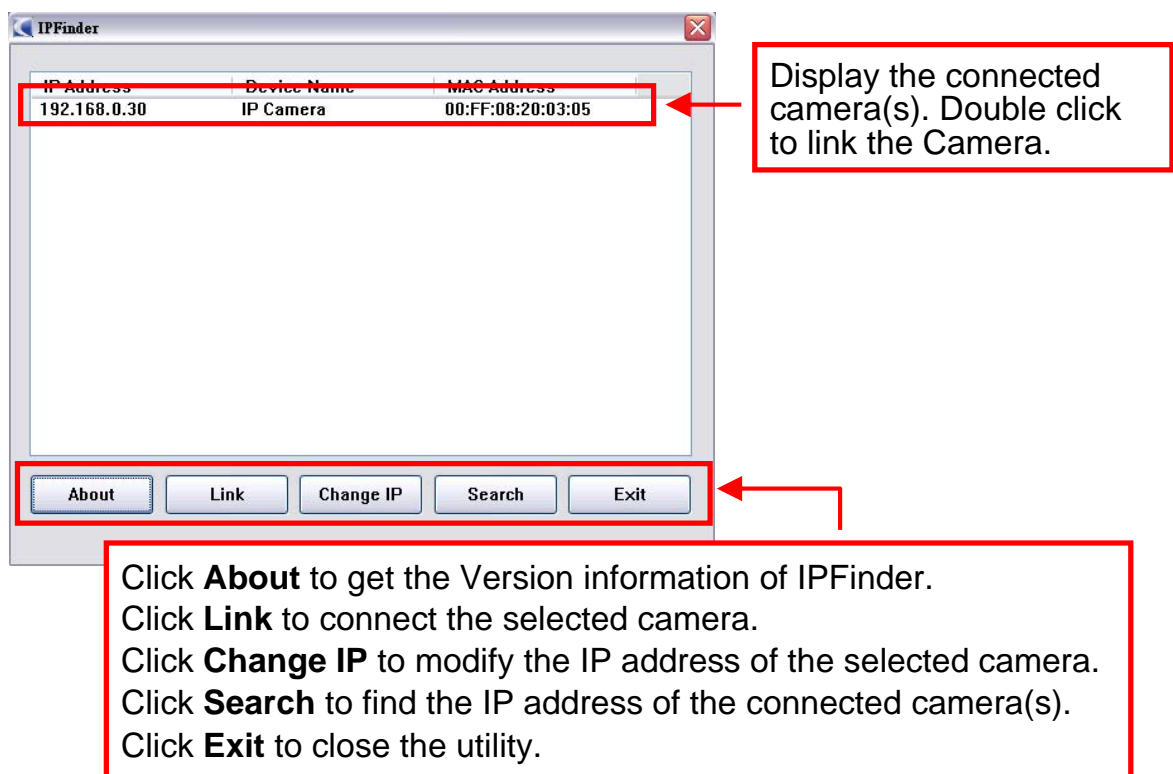 IPFinder
IP Address Device Name MAC Address
192.168.0.30 IP Camera 00:FF:08:20:03:05
Display the connected
camera(s). Double click
to link the Camera.
About Link Change IP Search Exit
Click About to get the Version information of IPFinder.
Click Link to connect the selected camera.
Click Change IP to modify the IP address of the selected camera.
Click Search to find the IP address of the connected camera(s).
Click Exit to close the utility.